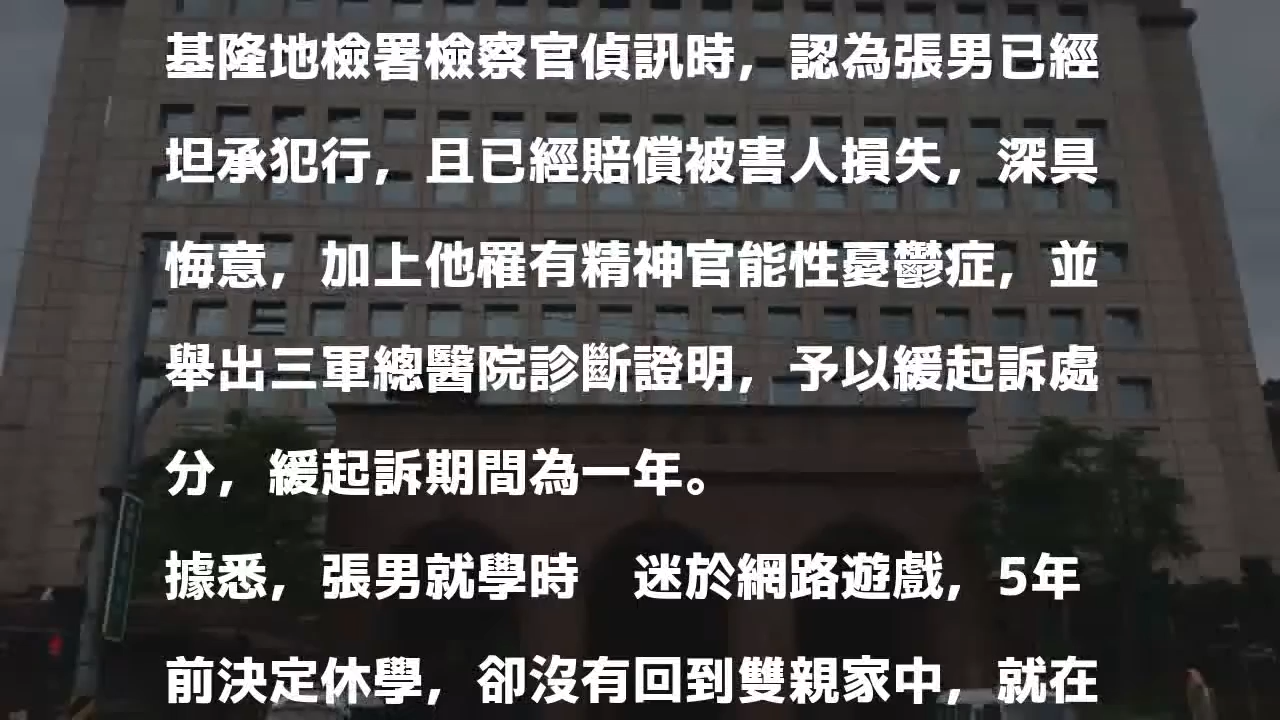 基隆地檢署檢察官偵訊時，認為張男已經
坦承犯行，且已經賠償被害人損失，深具
悔意，加上他罹有精神官能性憂鬱症，並
舉出三軍總醫院診斷證明，予以緩起訴處
分，緩起訴期間為一年。
據悉，張男就學時　迷於網路遊戲，5年
前決定休學，卻沒有回到雙親家中，就在